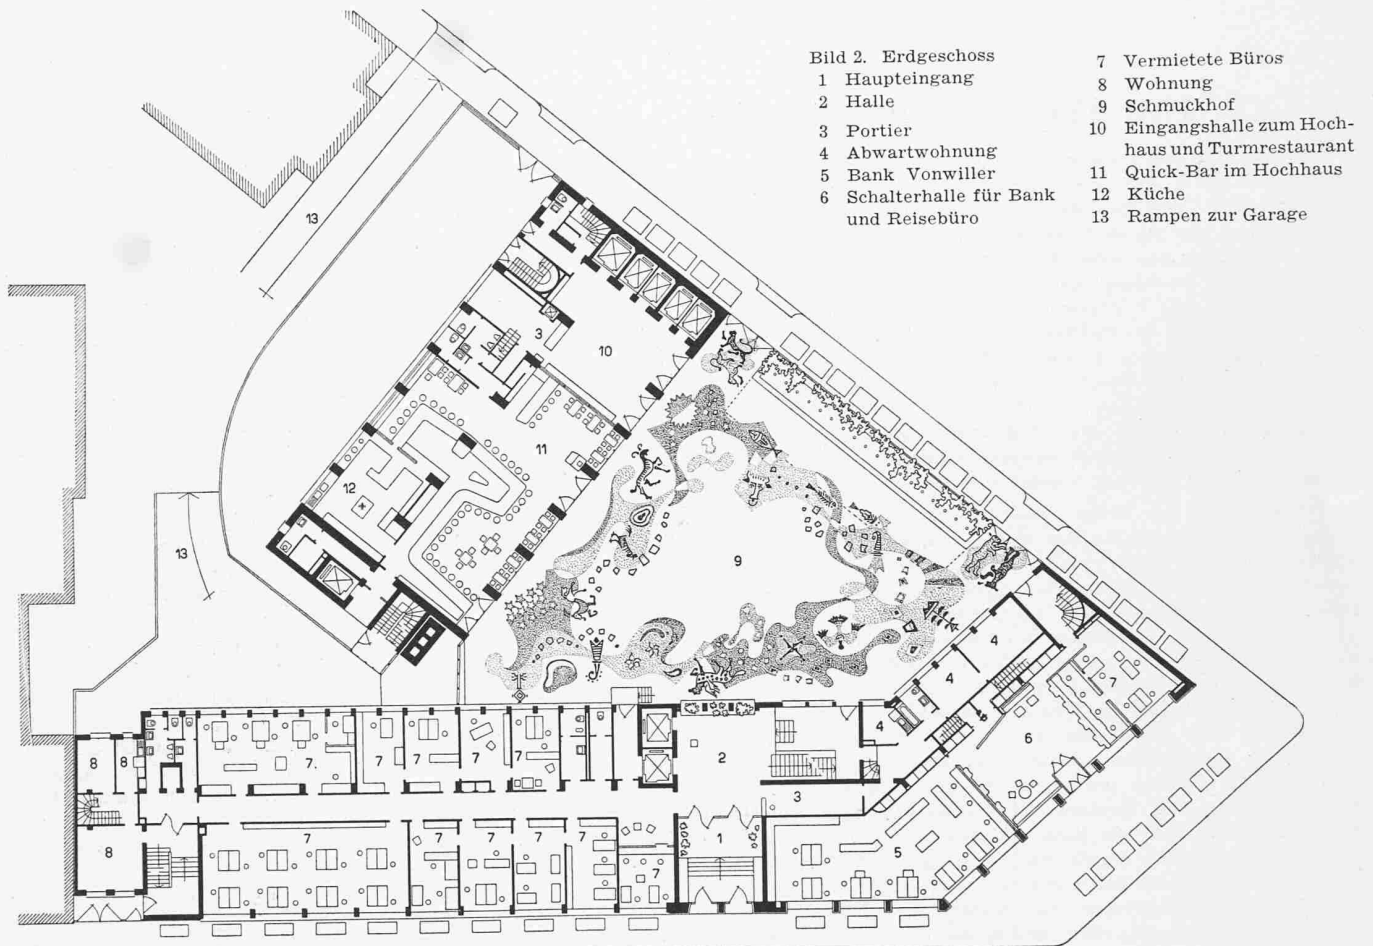 Bild 2. Erdgeschoss
1 Haupteingang
2 Halle
3 Portier
4 Abwartwohnung
5 Bank Vonwiller
6 Schalterhalle für Bank
und Reisebüro
7 Vermietete Büros
8 Wohnung
9 Schmuckhof
10 Eingangshalle zum Hoch-
haus und Turmrestaurant
11 Quick-Bar im Hochhaus
12 Küche
13 Rampen zur Garage
13
3
10
11
12
13
9
4
4
7
4
6
8
8
7.
7
7
7
7
2
3
8
7
7
7
7
7
7
1
5